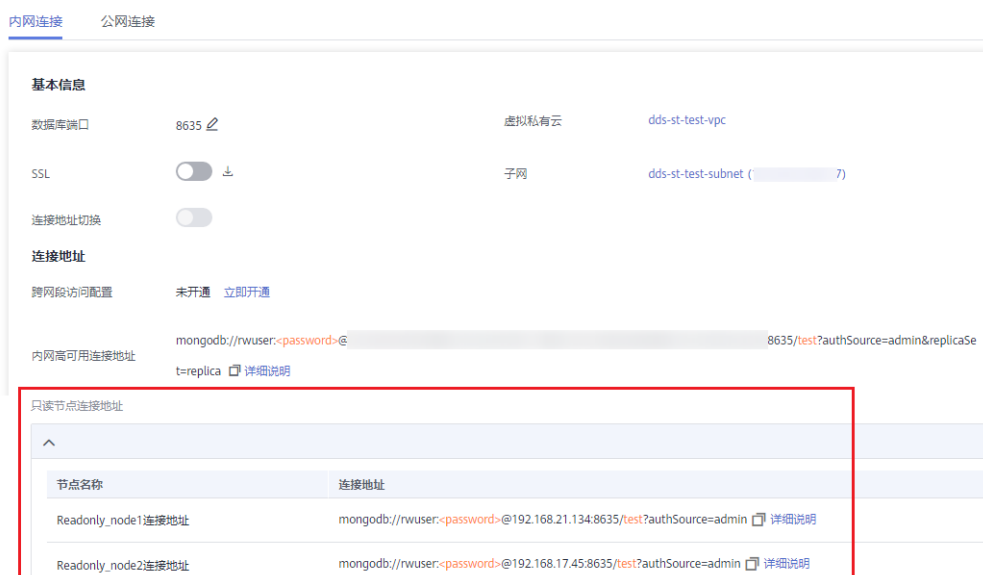 内网连接 公网连接
基本信息
数据库端口 8635 虚拟私有云 dds-st-test-vpc
SSL 子网 dds-st-test-subnet ( 7)
连接地址切换
连接地址
跨网段访问配置 未开通 立即开通
内网高可用连接地址 mongodb://rwuser:<password>@ 8635/test?authSource=admin&replicaSe
t=replica 详细说明
只读节点连接地址
节点名称 连接地址
Readonly_node1连接地址 mongodb://rwuser:<password>@192.168.21.134:8635/test?authSource=admin 详细说明
Readonly_node2连接地址 mongodb://rwuser:<password>@192.168.17.45:8635/test?authSource=admin 详细说明